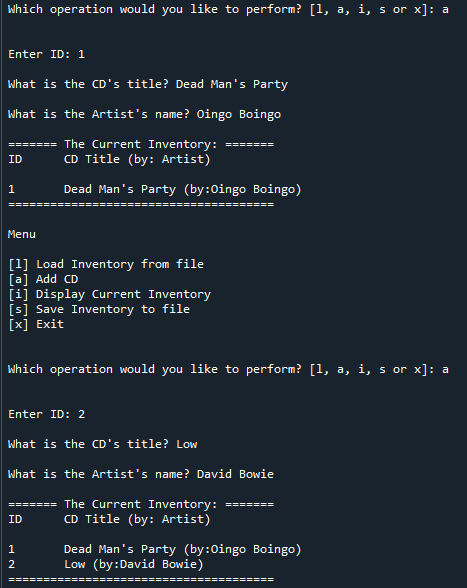 Which operation would you like to perform? [l, a, i, s or x]: a
Enter ID: 1
What is the CD's title? Dead Man's Party
What is the Artist's name? Oingo Boingo
======= The Current Inventory: =======
ID      CD Title (by: Artist)
1       Dead Man's Party (by:Oingo Boingo)
======================================
Menu
[l] Load Inventory from file
[a] Add CD
[i] Display Current Inventory
[s] Save Inventory to file
[x] Exit
Which operation would you like to perform? [l, a, i, s or x]: a
Enter ID: 2
What is the CD's title? Low
What is the Artist's name? David Bowie
======= The Current Inventory: =======
ID      CD Title (by: Artist)
1       Dead Man's Party (by:Oingo Boingo)
2       Low (by:David Bowie)
======================================